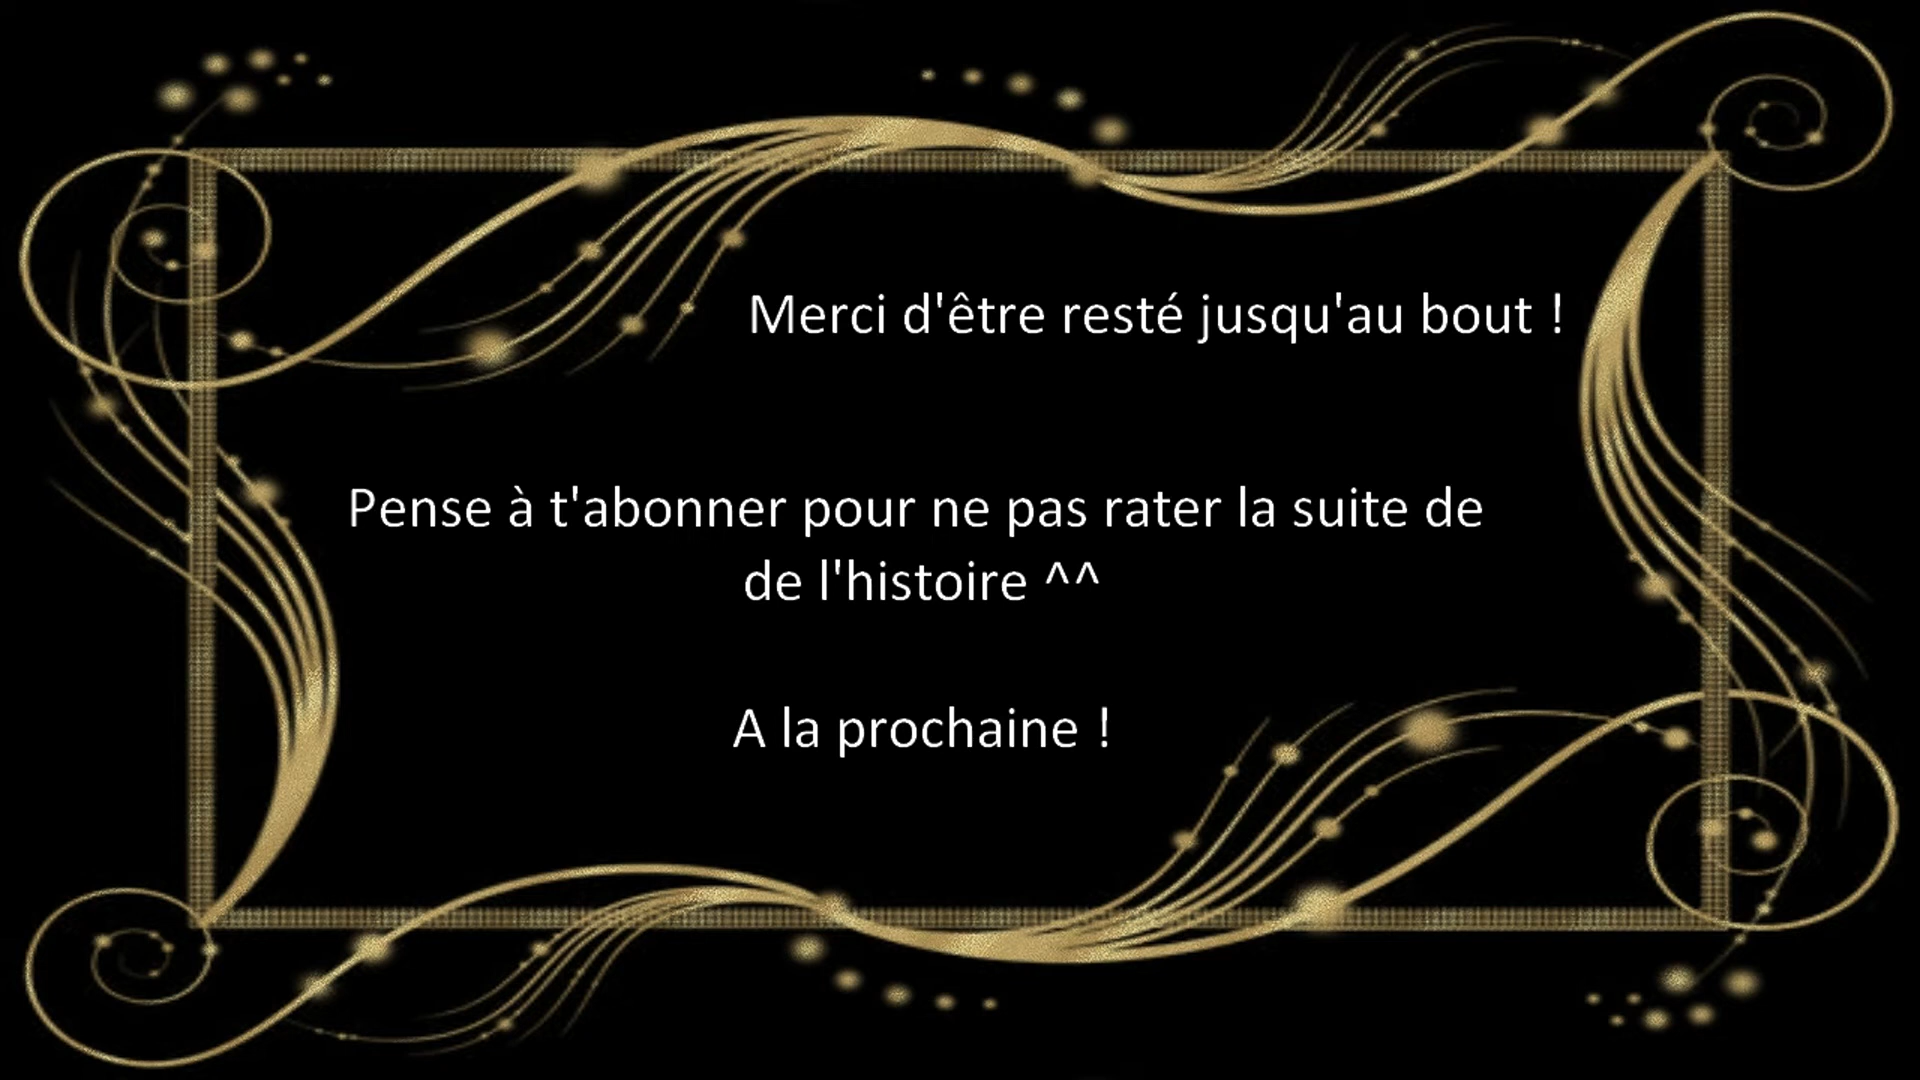 Merci d'être resté jusqu'au bout !
Pense à t'abonner pour ne pas rater la suite de
de l'histoire ^^
A la prochaine !